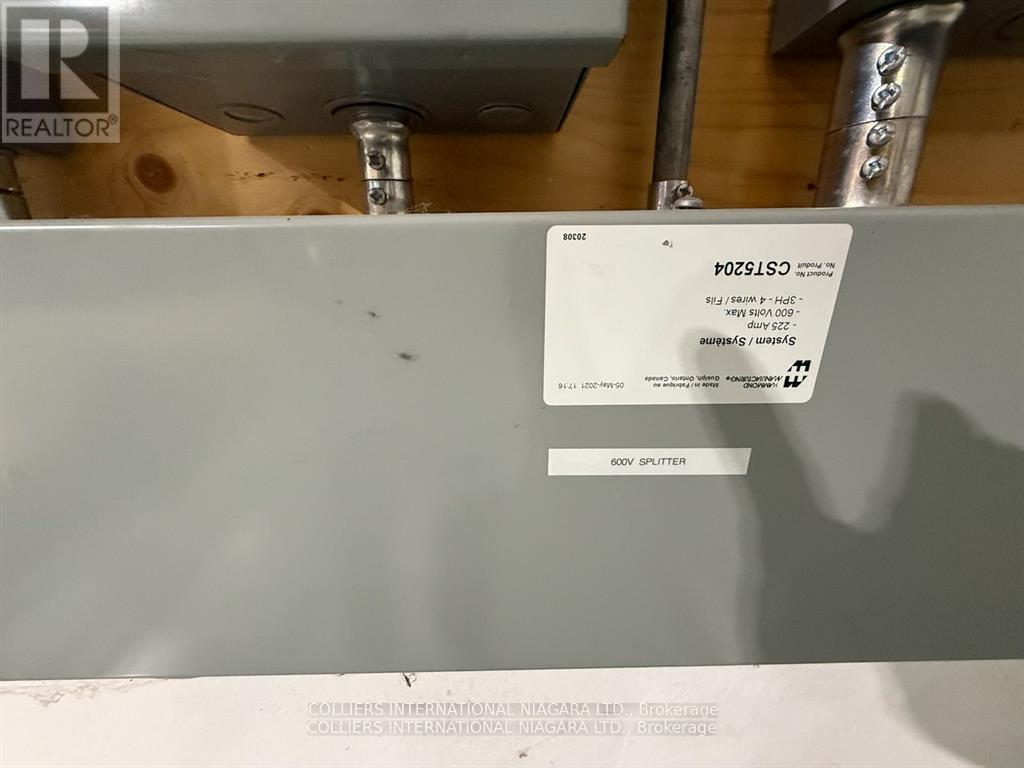 REALTOR®
HAMMOND
MANUFACTURING®
Made in / Fabrique au
Guelph, Ontario, Canada
05-May-2021 17:16
System / Système
- 225 Amp
- 600 Volts Max.
- 3PH - 4 wires / Fils
Product No.
No. Produit
CST5204
20308
600V SPLITTER
COLLIERS INTERNATIONAL NIAGARA LTD., Brokerage
COLLIERS INTERNATIONAL NIAGARA LTD., Brokerage